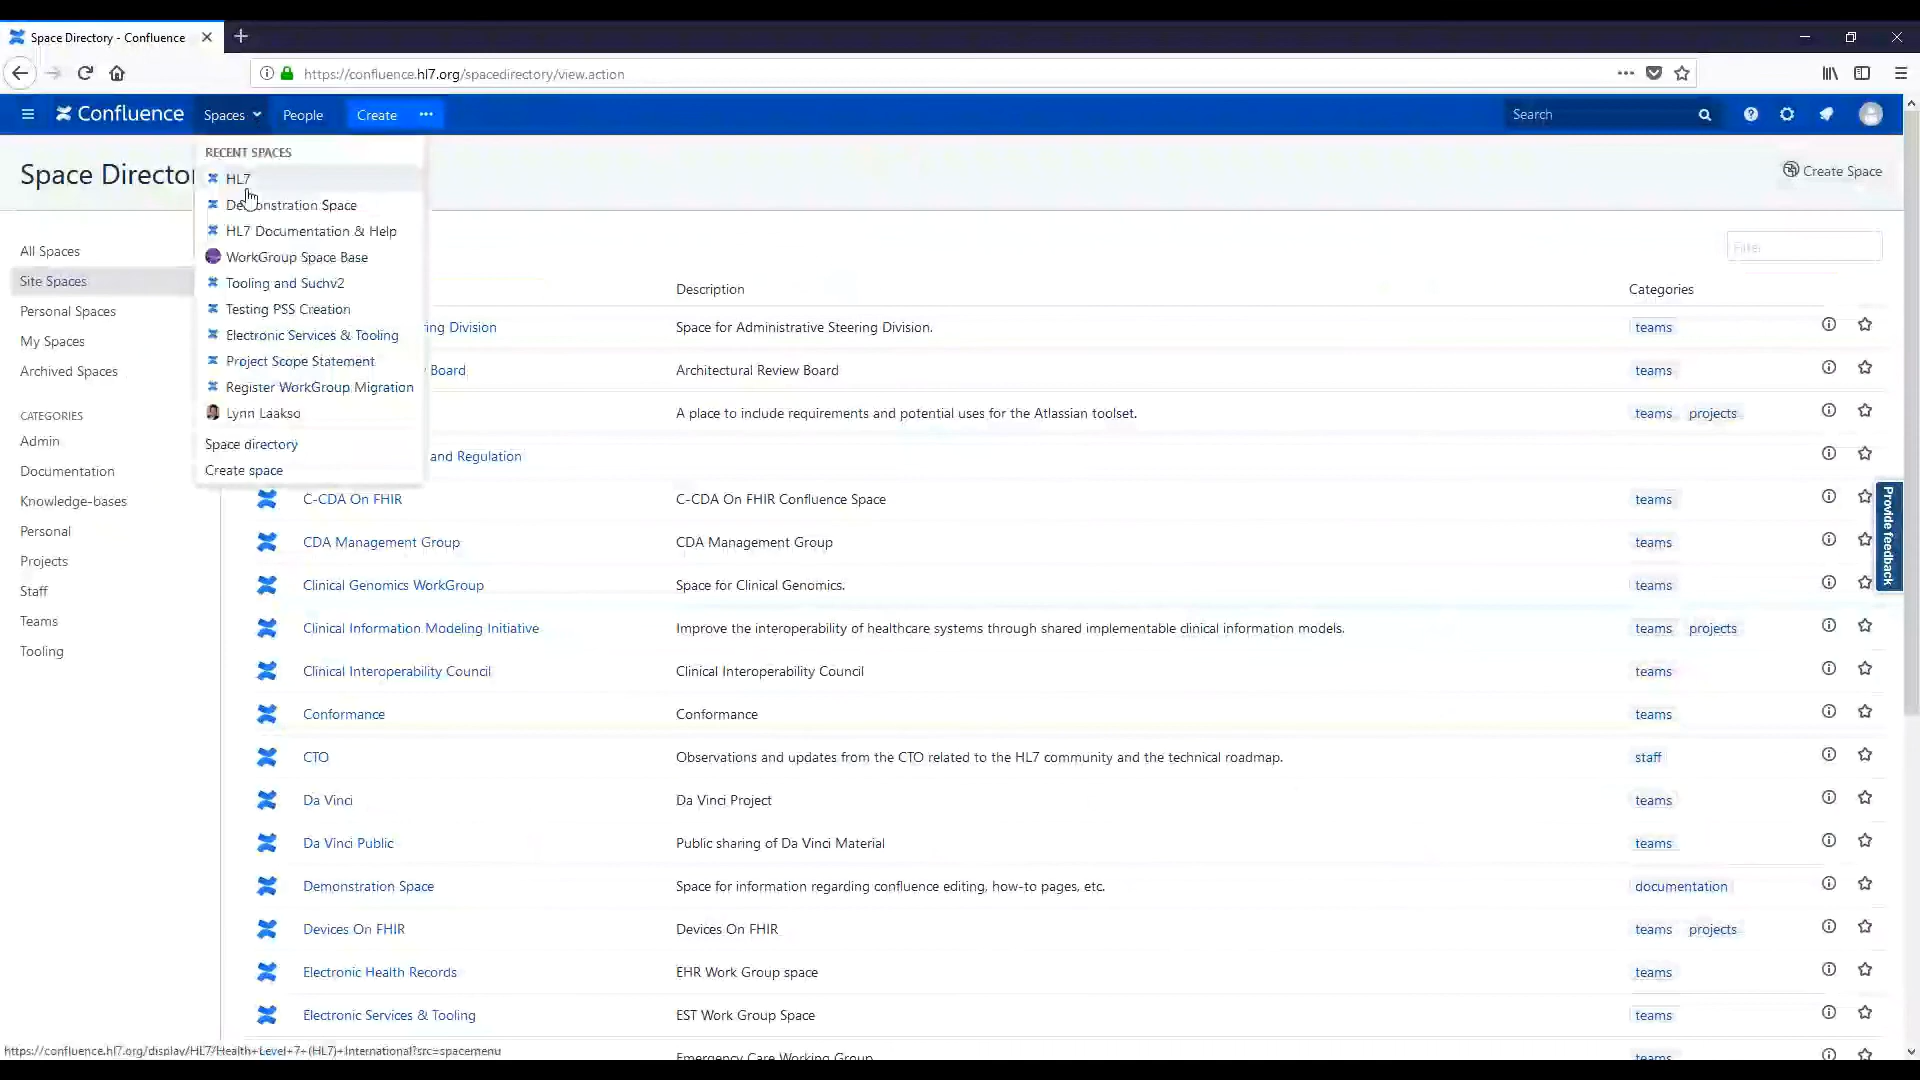 Space Directory - Confluence
https://confluence.hl7.org/spacedirectory/view.action
Confluence Spaces People Create Search
Space Director
Create Space
RECENT SPACES
HL7
Demonstration Space
HL7 Documentation & Help
WorkGroup Space Base
Tooling and Suchv2
Testing PSS Creation
Electronic Services & Tooling
Project Scope Statement
Register WorkGroup Migration
Lynn Laakso
Space directory
Create space
All Spaces
Site Spaces
Personal Spaces
My Spaces
Archived Spaces
CATEGORIES
Admin
Documentation
Knowledge-bases
Personal
Projects
Staff
Teams
Tooling
Filter
Description Categories
ing Division Space for Administrative Steering Division. teams
Board Architectural Review Board teams
A place to include requirements and potential uses for the Atlassian toolset. teams projects
and Regulation
C-CDA On FHIR C-CDA On FHIR Confluence Space teams
CDA Management Group CDA Management Group teams
Clinical Genomics WorkGroup Space for Clinical Genomics. teams
Clinical Information Modeling Initiative Improve the interoperability of healthcare systems through shared implementable clinical information models. teams projects
Clinical Interoperability Council Clinical Interoperability Council teams
Conformance Conformance teams
CTO Observations and updates from the CTO related to the HL7 community and the technical roadmap. staff
Da Vinci Da Vinci Project teams
Da Vinci Public Public sharing of Da Vinci Material teams
Demonstration Space Space for information regarding confluence editing, how-to pages, etc. documentation
Devices On FHIR Devices On FHIR teams projects
Electronic Health Records EHR Work Group space teams
Electronic Services & Tooling EST Work Group Space teams
Emergency Care Working Group teams
Provide feedback
https://confluence.hl7.org/display/HL7/Health+Level+7+(HL7)+International?src=spacemenu